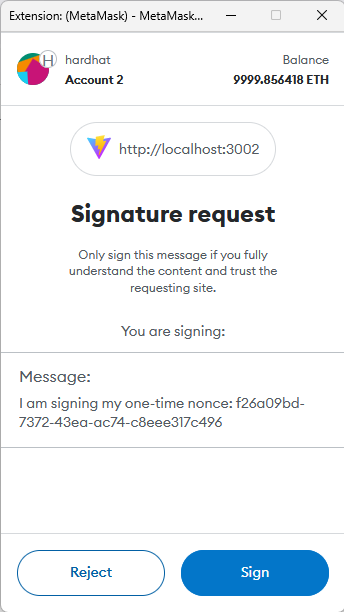 Extension: (MetaMask) - MetaMask...
H
hardhat
Balance
Account 2
9999.856418 ETH
http://localhost:3002
Signature request
Only sign this message if you fully
understand the content and trust the
requesting site.
You are signing:
Message:
I am signing my one-time nonce: f26a09bd-
7372-43ea-ac74-c8eee317c496
Reject
Sign